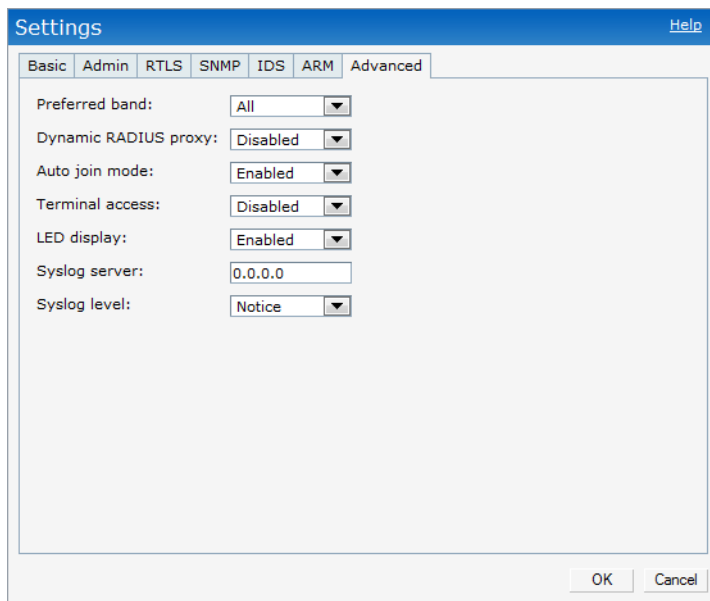 Settings Help
Basic Admin RTLS SNMP IDS ARM Advanced
Preferred band: All
Dynamic RADIUS proxy: Disabled
Auto join mode: Enabled
Terminal access: Disabled
LED display: Enabled
Syslog server: 0.0.0.0
Syslog level: Notice
OK Cancel